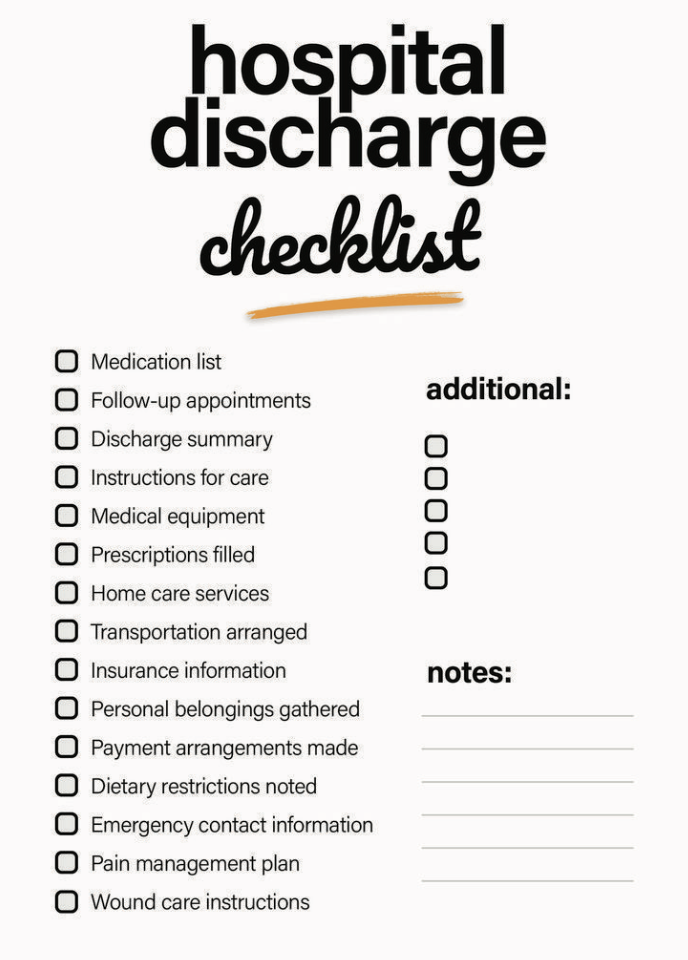 hospital
discharge
checklist
Medication list
Follow-up appointments
Discharge summary
Instructions for care
Medical equipment
Prescriptions filled
Home care services
Transportation arranged
Insurance information
Personal belongings gathered
Payment arrangements made
Dietary restrictions noted
Emergency contact information
Pain management plan
Wound care instructions
additional:
notes: